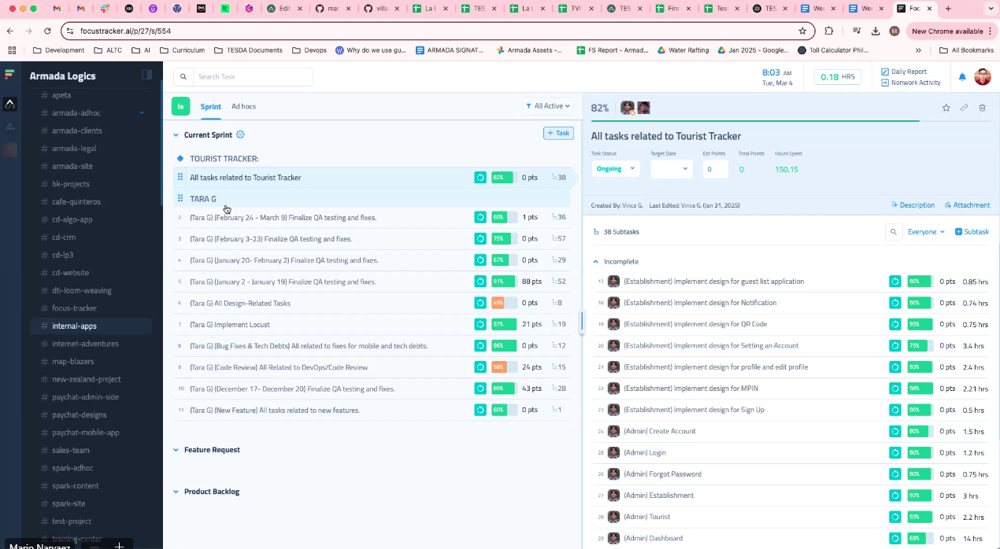 Edit
mar
villa
La U
TES
La U
TVI
TES
First
Tes
TES
Wee
Wee
Foc
focustracker.ai/p/27/s/554
New Chrome available
Development
ALTC
AI
Curriculum
TESDA Documents
Devops
Why do we use gu...
ARMADA SIGNAT...
Armada Assets -...
FS Report - Armad...
Water Rafting
Jan 2025 - Google...
Toll Calculator Phil...
All Bookmarks
Armada Logics
Search Task
8:03 AM
Tue, Mar 4
0.18 HRS
Daily Report
Nonwork Activity
# apeta
# armada-adhoc
# armada-clients
# armada-legal
# armada-site
# bk-projects
# cafe-quinteros
# cd-algo-app
# cd-crm
# cd-lp3
# cd-website
# dti-loom-weaving
# focus-tracker
# internal-apps
# internet-adventures
# map-blazers
# new-zealand-project
# paychat-admin-side
# paychat-designs
# paychat-mobile-app
# sales-team
# spark-adhoc
# spark-content
# spark-site
# test-project
# training-center
Mario Narvaez
ia
Sprint
Ad hocs
All Active
Current Sprint
+ Task
TOURIST TRACKER:
All tasks related to Tourist Tracker 82% 0 pts 38
TARA G
2 (Tara G) (February 24 - March 9) Finalize QA testing and fixes. 60% 1 pts 36
3 (Tara G) (February 3-23) Finalize QA testing and fixes. 75% 0 pts 57
4 (Tara G) (January 20- February 2) Finalize QA testing and fixes. 67% 0 pts 29
5 (Tara G) (January 2 - January 19) Finalize QA testing and fixes. 91% 88 pts 52
6 (Tara G) All Design-Related Tasks 49% 0 pts 8
7 (Tara G) Implement Locust 97% 21 pts 19
8 (Tara G) (Bug Fixes & Tech Debts) All related to fixes for mobile and tech debts. 96% 0 pts 12
9 (Tara G) (Code Review) All Related to DevOps/Code Review 58% 24 pts 15
10 (Tara G) (December 17- December 20) Finalize QA testing and fixes. 89% 43 pts 28
11 (Tara G) (New Feature) All tasks related to new features. 60% 0 pts 1
Feature Request
Product Backlog
82%
All tasks related to Tourist Tracker
Task Status Target Date Est Points Total Points Hours Spent
Ongoing 0 0 150.15
Created By: Vince G. Last Edited: Vince G. (Jan 31, 2025) Description Attachment
38 Subtasks Everyone Subtask
Incomplete
17 (Establishment) Implement design for guest list application 90% 0 pts 0.85 hrs
18 (Establishment) Implement design for Notification 90% 0 pts 0.74 hrs
19 (Establishment) Implement design for QR Code 95% 0 pts 0.75 hrs
20 (Establishment) Implement design for Setting an Account 75% 0 pts 3.4 hr
21 (Establishment) Implement design for profile and edit profile 93% 0 pts 2.4 hr
22 (Establishment) Implement design for MPIN 98% 0 pts 2.21 hrs
23 (Establishment) Implement design for Sign Up 90% 0 pts 0.5 hr
24 (Admin) Create Account 80% 0 pts 1.5 hr
25 (Admin) Login 90% 0 pts 1.2 hr
26 (Admin) Forgot Password 90% 0 pts 0.75 hrs
27 (Admin) Establishment 92% 0 pts 3 hr
28 (Admin) Tourist 93% 0 pts 2.2 hr
29 (Admin) Dashboard 69% 0 pts 14 hr